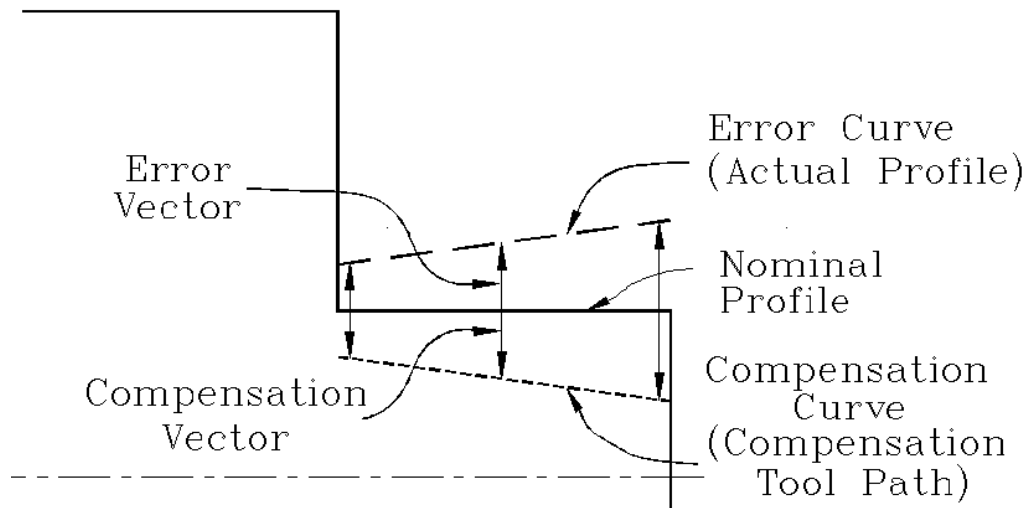 Error Curve
(Actual Profile)
Error
Vector
Nominal
Profile
Compensation
Vector
Compensation
Curve
(Compensation
Tool Path)